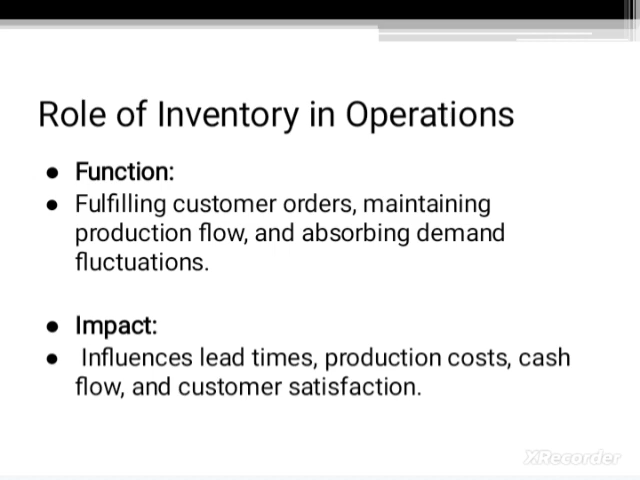 Role of Inventory in Operations
● Function:
● Fulfilling customer orders, maintaining
production flow, and absorbing demand
fluctuations.
● Impact:
● Influences lead times, production costs, cash
flow, and customer satisfaction.
XRecorder